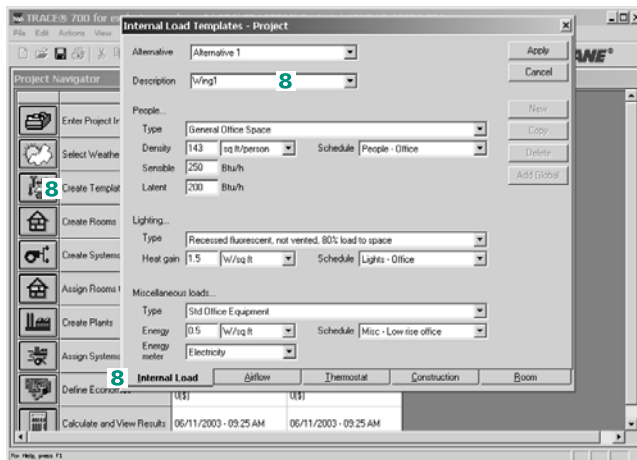 TRACE® 700 for
Internal Load Templates - Project
File Edit Actions View
Alternative
Alternative 1
Apply
ANE®
Description
Wing1
8
Cancel
Project Navigator
People...
New
Enter Project
Type
General Office Space
Copy
Density
143
sq ft/person
Schedule
People - Office
Delete
Select Weathe
Sensible
250
Btu/h
Add Global
8
Create Templat
Latent
200
Btu/h
Create Rooms
Lighting...
Type
Recessed fluorescent, not vented, 80% load to space
Create Systems
Heat gain
1.5
W/sq ft
Schedule
Lights - Office
Assign Rooms
Miscellaneous loads...
Type
Std Office Equipment
Create Plants
Energy
0.5
W/sq ft
Schedule
Misc - Low rise office
Energy meter
Electricity
Assign Systems
8
Internal Load
Airflow
Thermostat
Construction
Room
Define Econo
0[$]
0[$]
Calculate and View Results
06/11/2003 - 09:25 AM
06/11/2003 - 09:25 AM
For Help, press F1